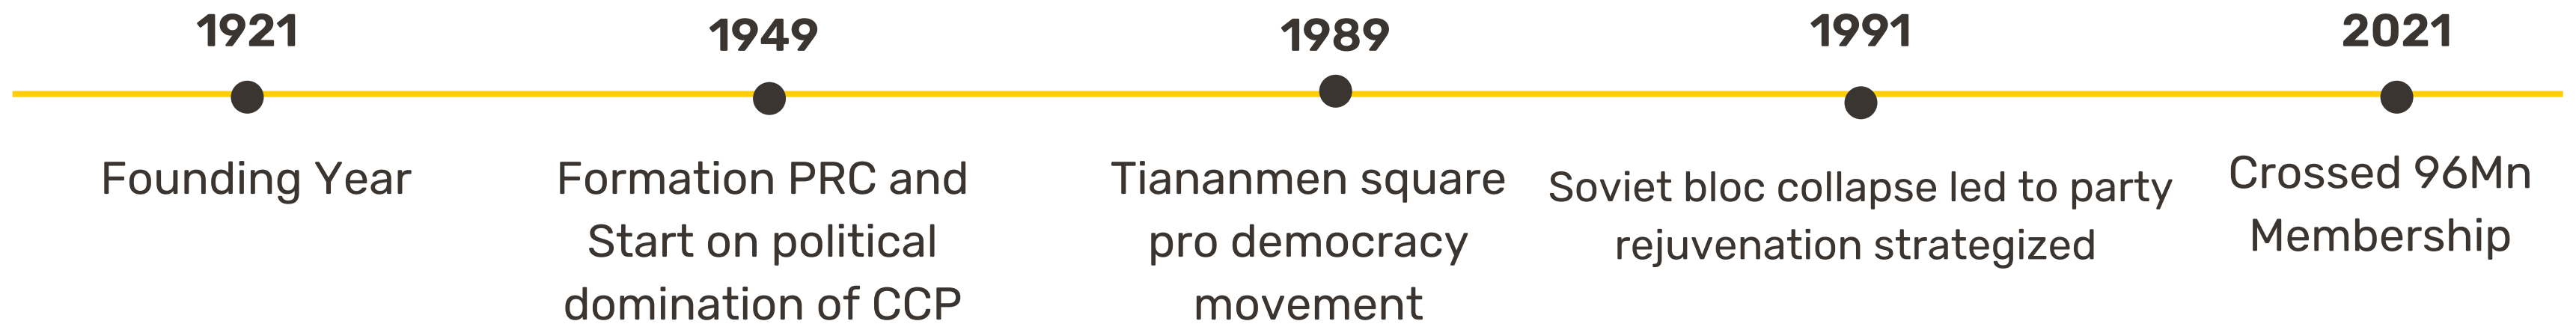 1921
Founding Year
1949
Formation PRC and
Start on political
domination of CCP
1989
Tiananmen square
pro democracy
movement
1991
Soviet bloc collapse led to party
rejuvenation strategized
2021
Crossed 96Mn
Membership